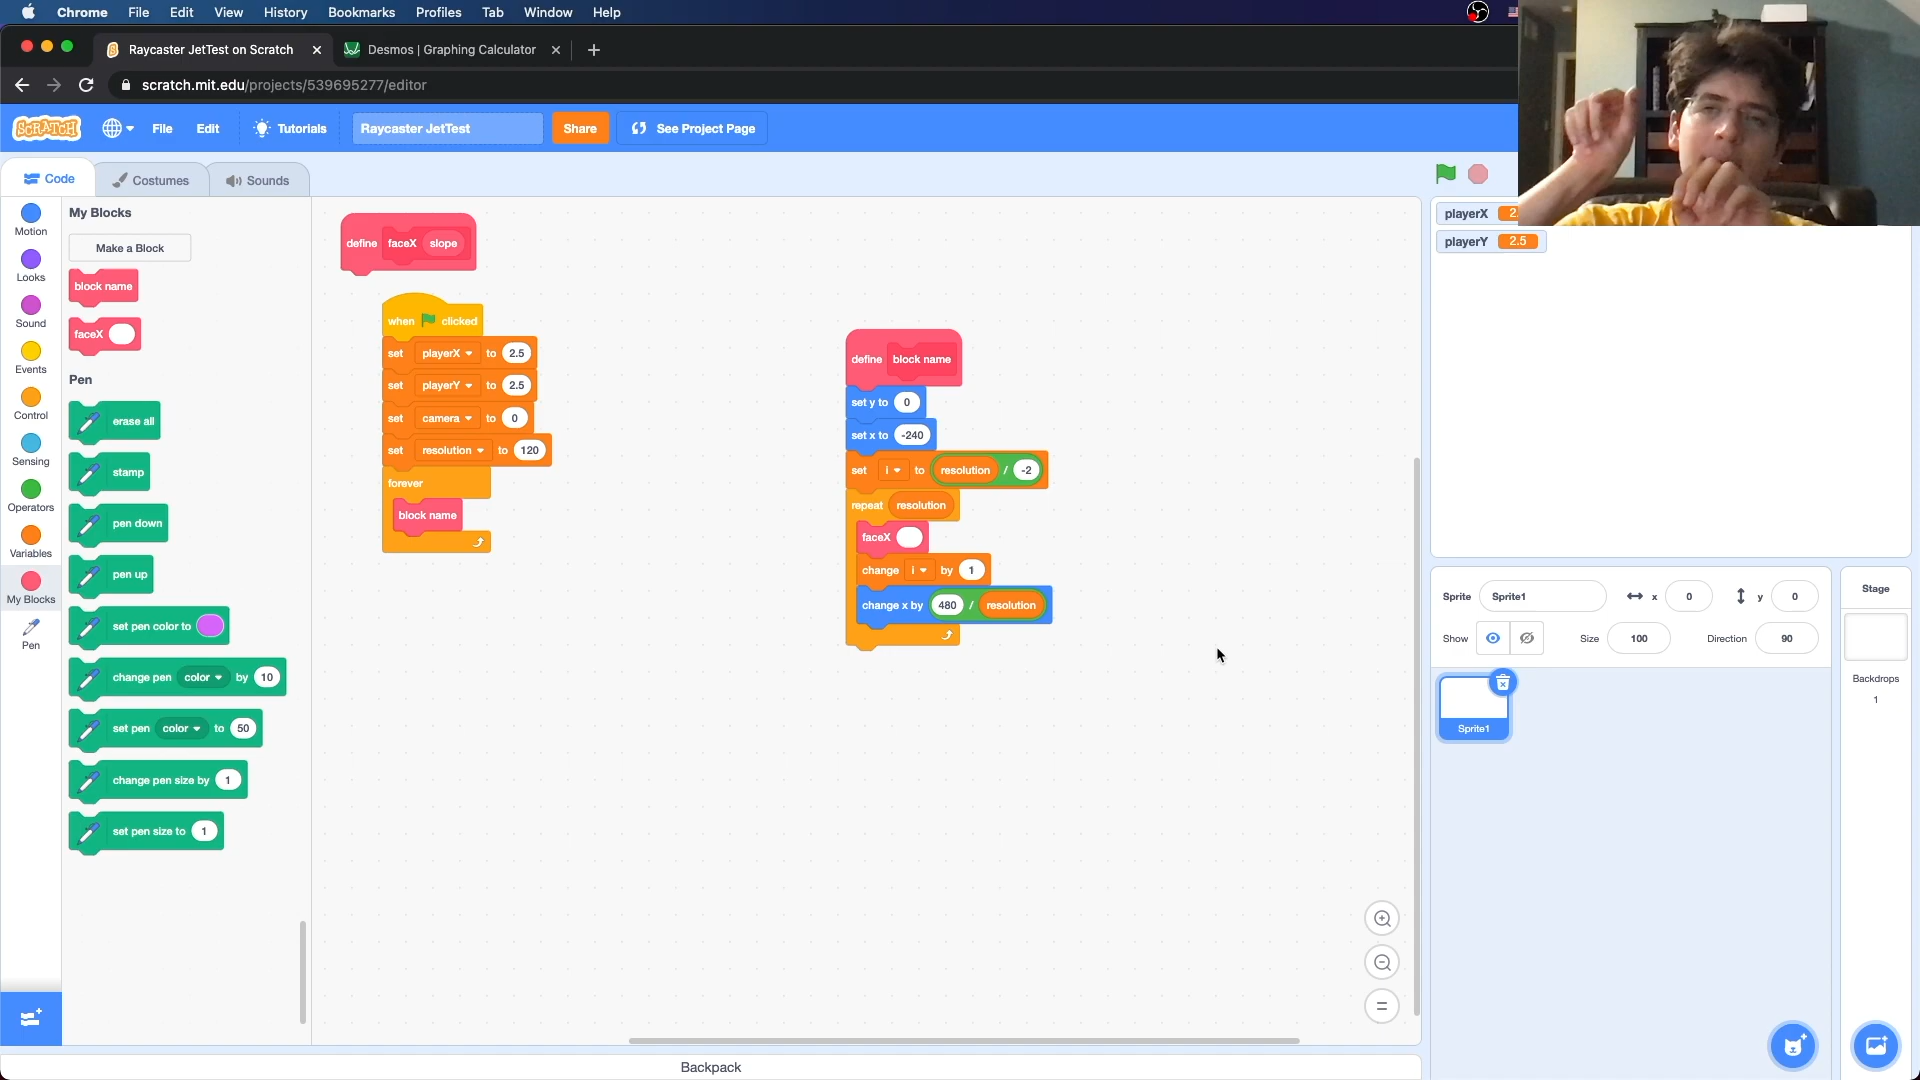 Chrome File Edit View History Bookmarks Profiles Tab Window Help
Raycaster JetTest on Scratch
Desmos | Graphing Calculator
scratch.mit.edu/projects/539695277/editor
SCRATCH File Edit Tutorials Raycaster JetTest Share See Project Page
Code Costumes Sounds
Motion
Looks
Sound
Events
Control
Sensing
Operators
Variables
My Blocks
Pen
My Blocks
Make a Block
block name
faceX
Pen
erase all
stamp
pen down
pen up
set pen color to
change pen color by 10
set pen color to 50
change pen size by 1
set pen size to 1
define faceX slope
when clicked
set playerX to 2.5
set playerY to 2.5
set camera to 0
set resolution to 120
forever
block name
define block name
set y to 0
set x to -240
set i to resolution / -2
repeat resolution
faceX
change i by 1
change x by 480 / resolution
playerX
playerY 2.5
Sprite Sprite1 x 0 y 0
Show Size 100 Direction 90
Sprite1
Stage
Backdrops
1
Backpack